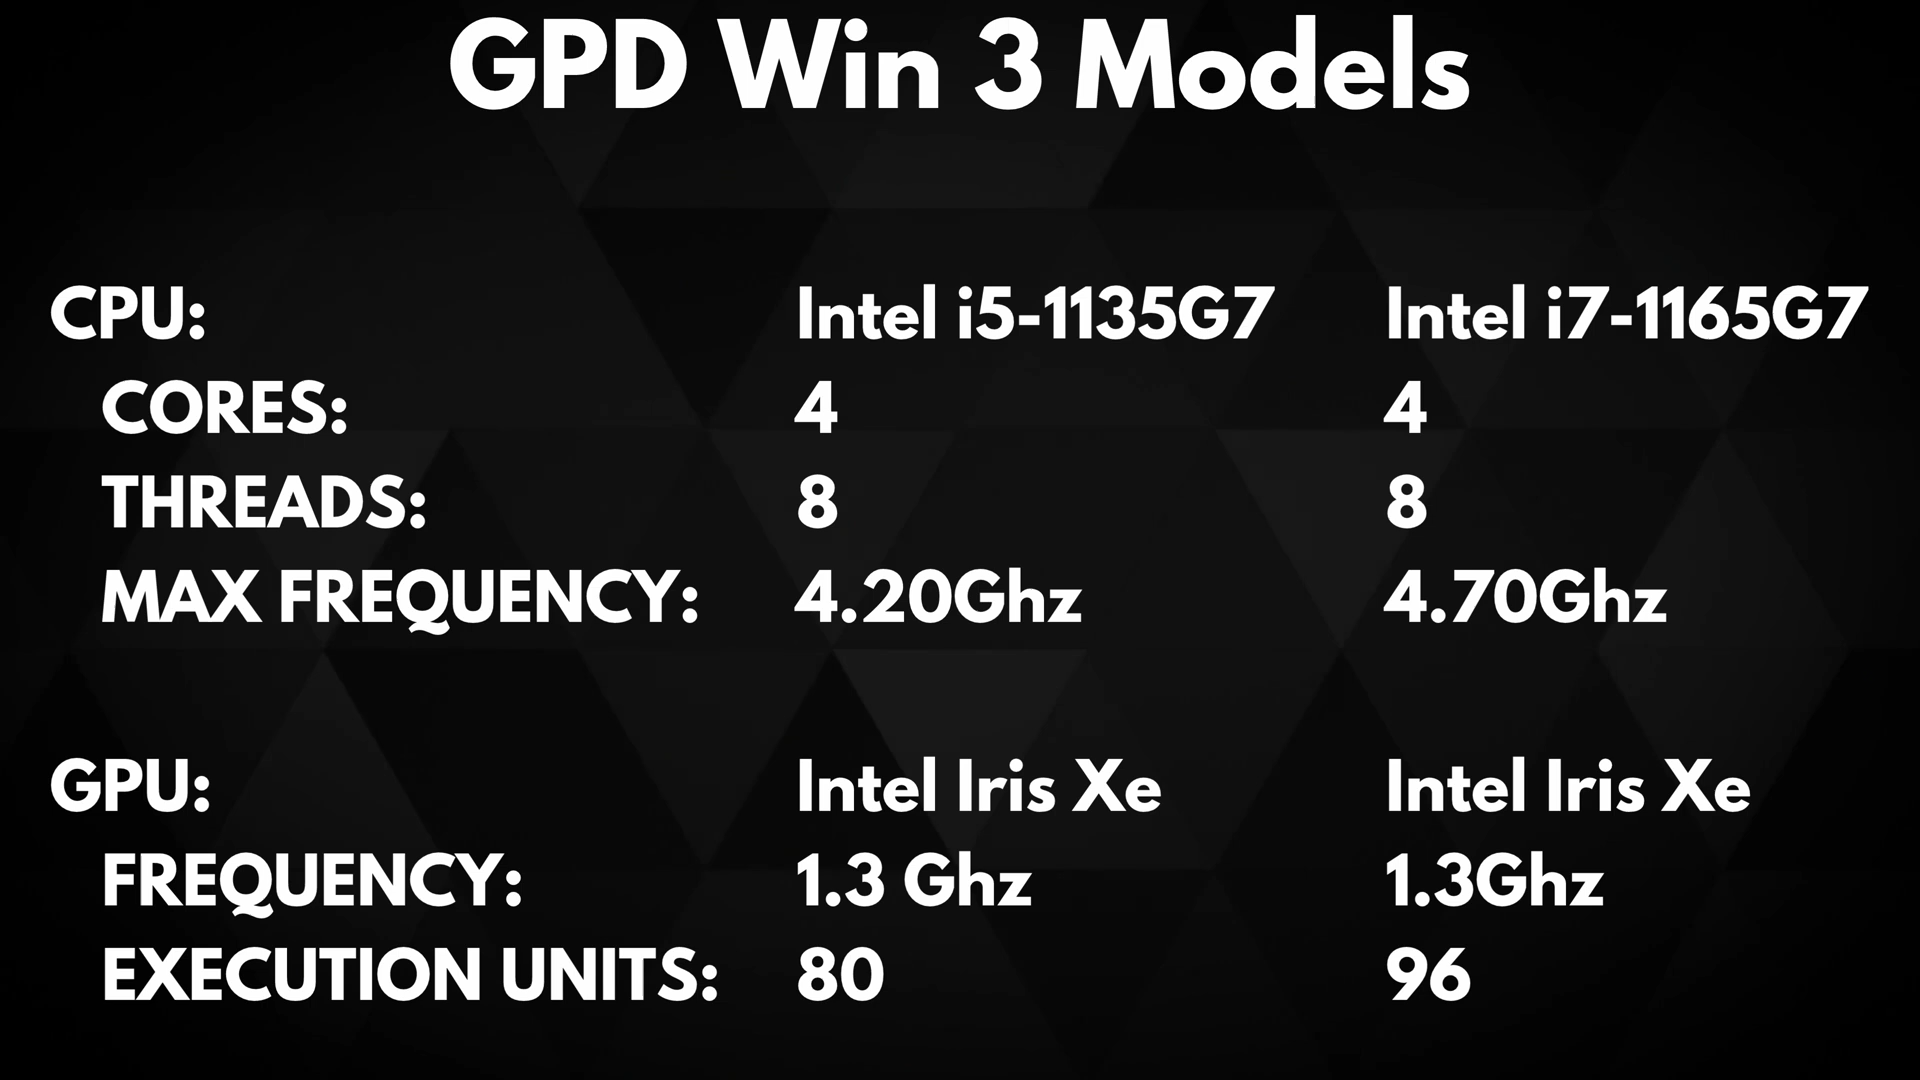 GPD Win 3 Models
CPU: Intel i5-1135G7 Intel i7-1165G7
CORES: 4 4
THREADS: 8 8
MAX FREQUENCY: 4.20Ghz 4.70Ghz
GPU: Intel Iris Xe Intel Iris Xe
FREQUENCY: 1.3 Ghz 1.3Ghz
EXECUTION UNITS: 80 96